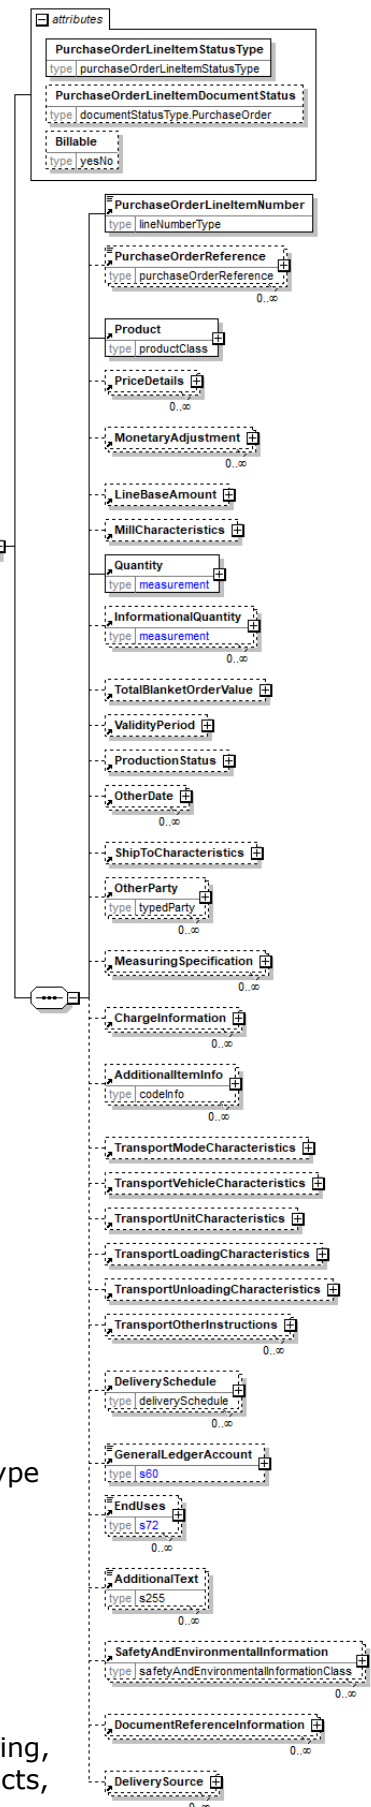 attributes
PurchaseOrderLineItemStatusType
type purchaseOrderLineItemStatusType
PurchaseOrderLineItemDocumentStatus
type documentStatusType.PurchaseOrder
Billable
type yesNo
PurchaseOrderLineItemNumber
type lineNumberType
PurchaseOrderReference
type purchaseOrderReference
0..∞
Product
type productClass
PriceDetails
0..∞
MonetaryAdjustment
0..∞
LineBaseAmount
MillCharacteristics
Quantity
type measurement
InformationalQuantity
type measurement
0..∞
TotalBlanketOrderValue
ValidityPeriod
ProductionStatus
OtherDate
0..∞
ShipToCharacteristics
OtherParty
type typedParty
0..∞
MeasuringSpecification
0..∞
ChargeInformation
0..∞
AdditionalItemInfo
type codeInfo
0..∞
TransportModeCharacteristics
TransportVehicleCharacteristics
TransportUnitCharacteristics
TransportLoadingCharacteristics
TransportUnloadingCharacteristics
TransportOtherInstructions
0..∞
DeliverySchedule
type deliverySchedule
0..∞
GeneralLedgerAccount
ype
type s60
EndUses
type s72
0..∞
AdditionalText
type s255
0..∞
SafetyAndEnvironmentalInformation
type safetyAndEnvironmentalInformationClass
0..∞
DocumentReferenceInformation
0..∞
ing,
cts,
DeliverySource
0..∞